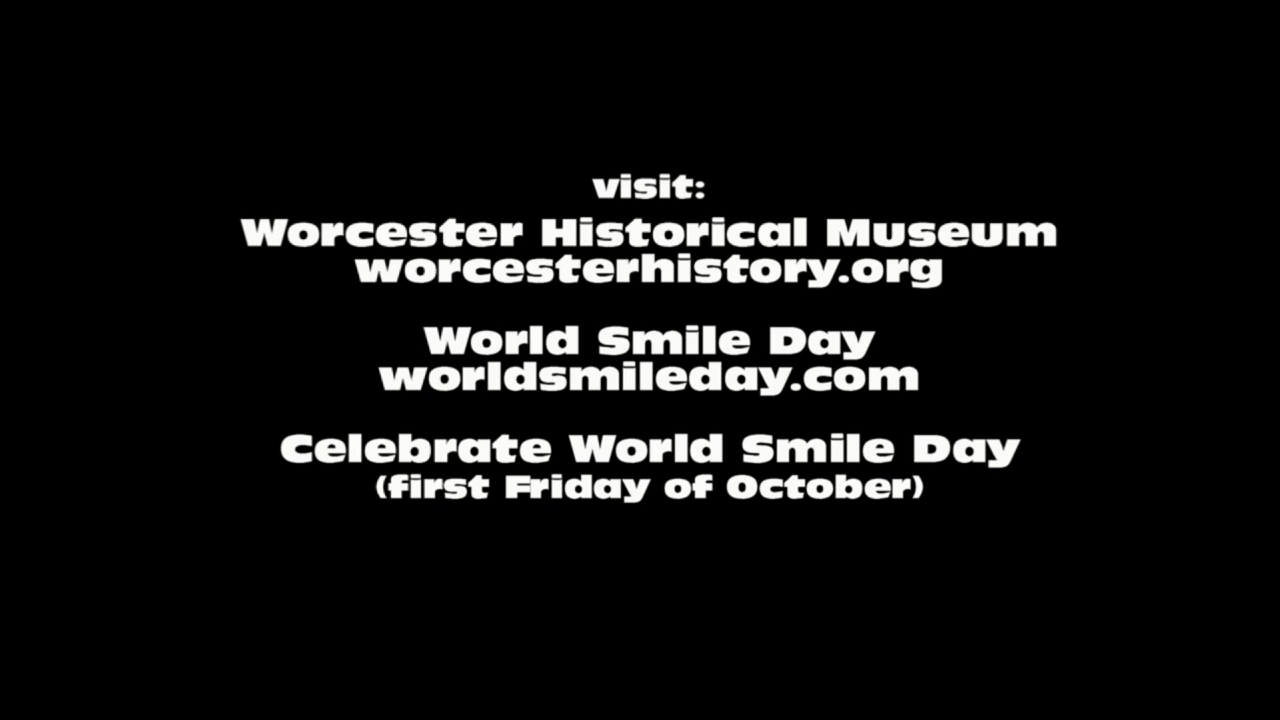 visit:
Worcester Historical Museum
worcesterhistory.org
World Smile Day
worldsmileday.com
Celebrate World Smile Day
(first Friday of October)